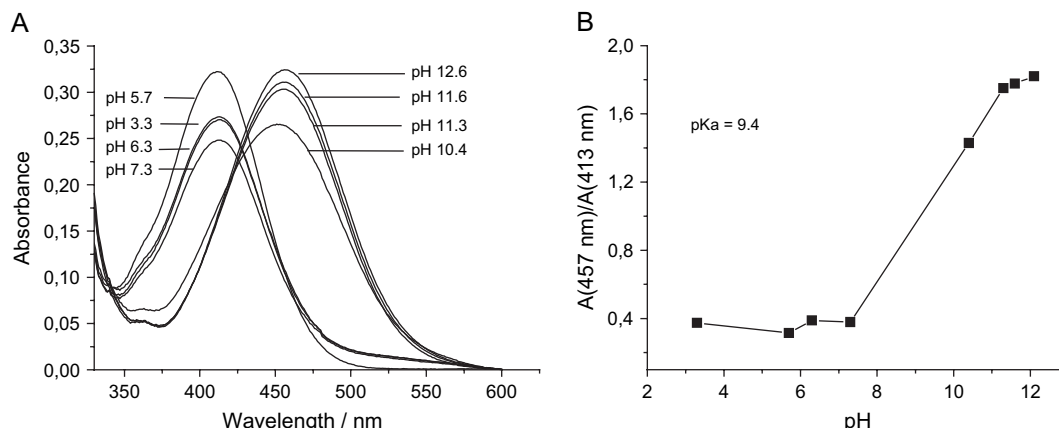 A
0,35
0,30
0,25
0,20
0,15
0,10
0,05
0,00
Absorbance
pH 5.7
pH 3.3
pH 6.3
pH 7.3
pH 12.6
pH 11.6
pH 11.3
pH 10.4
350 400 450 500 550 600
Wavelength / nm
B
2,0
1,6
1,2
0,8
0,4
A(457 nm)/A(413 nm)
pKa = 9.4
2 4 6 8 10 12
pH